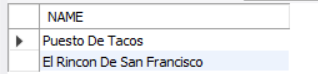 NAME
Puesto De Tacos
El Rincon De San Francisco